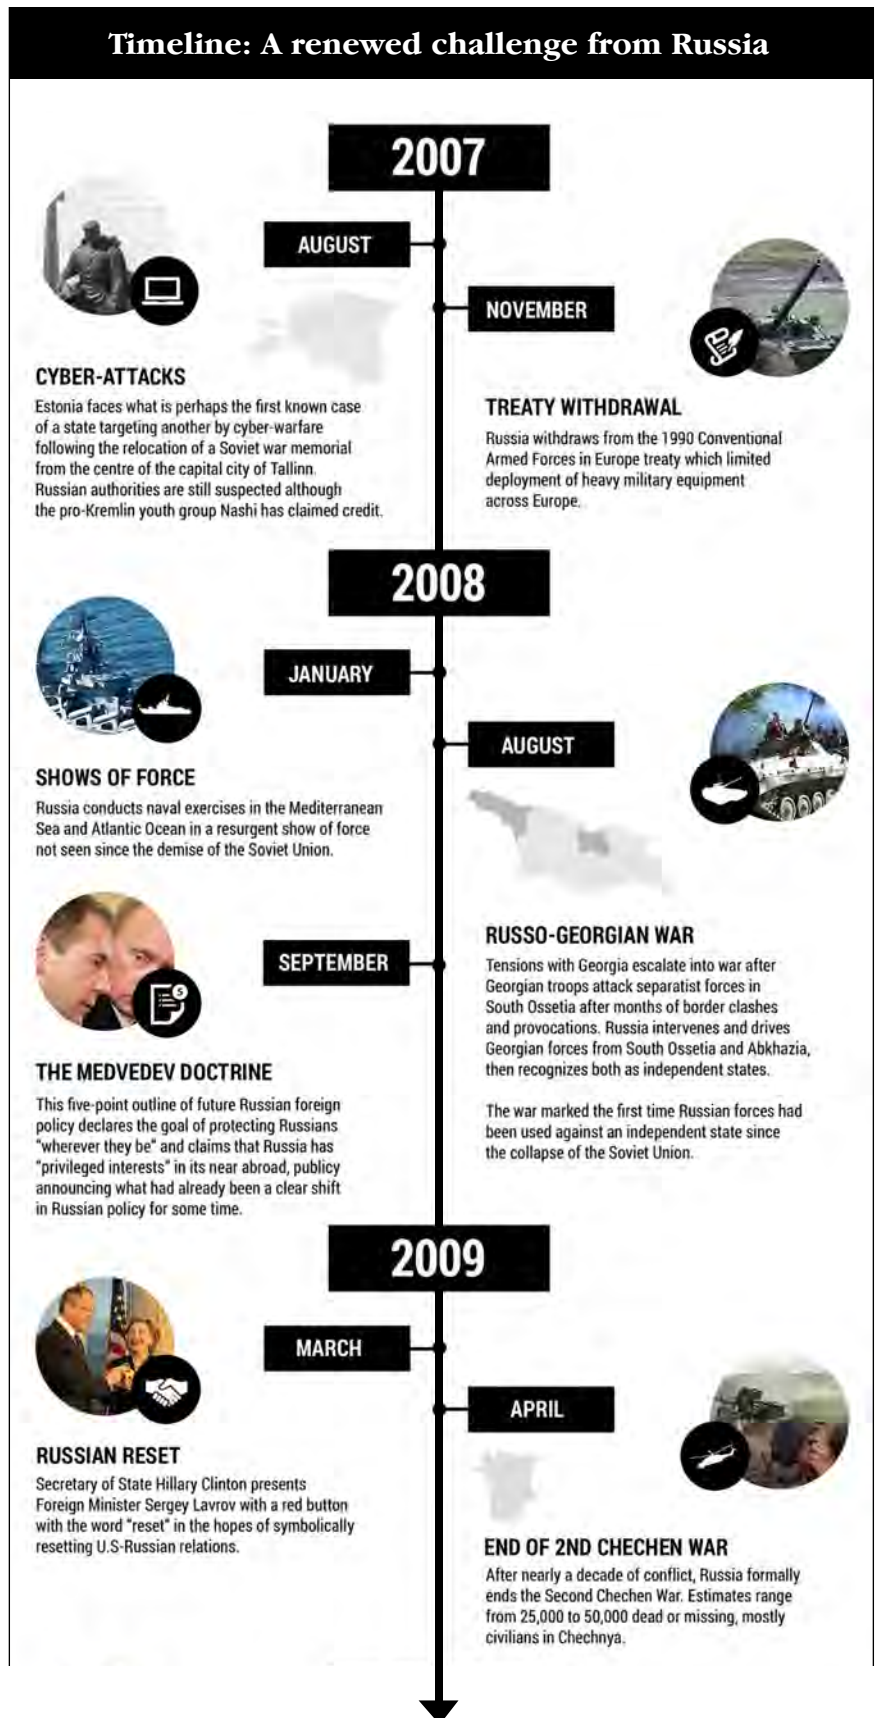 Timeline: A renewed challenge from Russia
2007
AUGUST
CYBER-ATTACKS
Estonia faces what is perhaps the first known case
of a state targeting another by cyber-warfare
following the relocation of a Soviet war memorial
from the centre of the capital city of Tallinn.
Russian authorities are still suspected although
the pro-Kremlin youth group Nashi has claimed credit.
NOVEMBER
TREATY WITHDRAWAL
Russia withdraws from the 1990 Conventional
Armed Forces in Europe treaty which limited
deployment of heavy military equipment
across Europe.
2008
JANUARY
SHOWS OF FORCE
Russia conducts naval exercises in the Mediterranean
Sea and Atlantic Ocean in a resurgent show of force
not seen since the demise of the Soviet Union.
AUGUST
RUSSO-GEORGIAN WAR
Tensions with Georgia escalate into war after
Georgian troops attack separatist forces in
South Ossetia after months of border clashes
and provocations. Russia intervenes and drives
Georgian forces from South Ossetia and Abkhazia,
then recognizes both as independent states.
The war marked the first time Russian forces had
been used against an independent state since
the collapse of the Soviet Union.
SEPTEMBER
THE MEDVEDEV DOCTRINE
This five-point outline of future Russian foreign
policy declares the goal of protecting Russians
"wherever they be" and claims that Russia has
"privileged interests" in its near abroad, publicy
announcing what had already been a clear shift
in Russian policy for some time.
2009
MARCH
RUSSIAN RESET
Secretary of State Hillary Clinton presents
Foreign Minister Sergey Lavrov with a red button
with the word "reset" in the hopes of symbolically
resetting U.S-Russian relations.
APRIL
END OF 2ND CHECHEN WAR
After nearly a decade of conflict, Russia formally
ends the Second Chechen War. Estimates range
from 25,000 to 50,000 dead or missing, mostly
civilians in Chechnya.